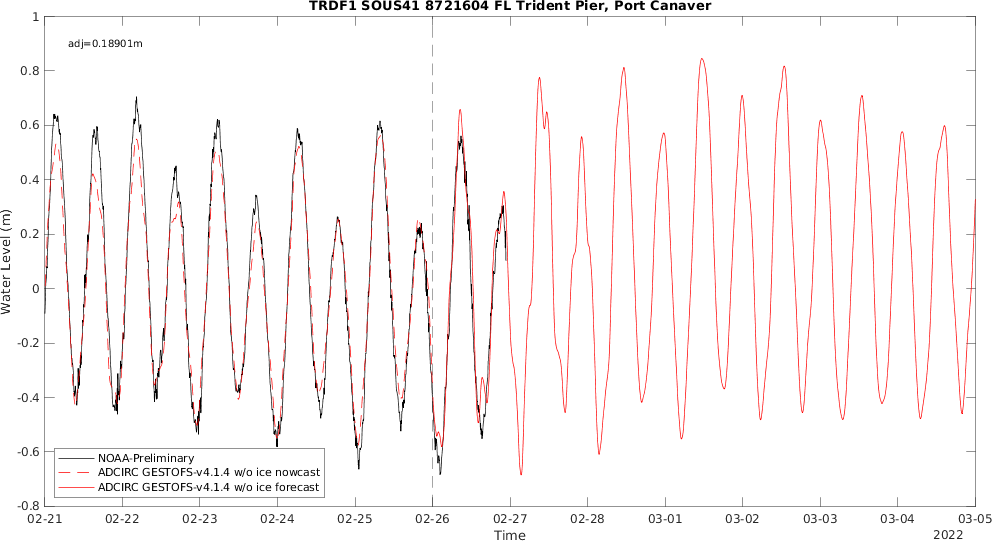 TRDF1 SOUS41 8721604 FL Trident Pier, Port Canaver
adj=0.18901m
1
0.8
0.6
0.4
0.2
0
-0.2
-0.4
-0.6
-0.8
Water Level (m)
NOAA-Preliminary
ADCIRC GESTOFS-v4.1.4 w/o ice nowcast
ADCIRC GESTOFS-v4.1.4 w/o ice forecast
02-21 02-22 02-23 02-24 02-25 02-26 02-27 02-28 03-01 03-02 03-03 03-04 03-05
Time
2022